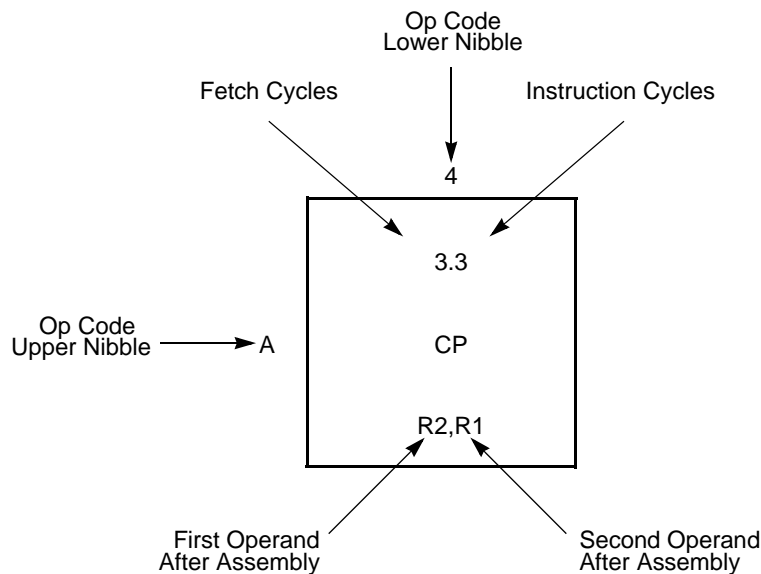 Op Code
Lower Nibble
Fetch Cycles
Instruction Cycles
4
3.3
Op Code
Upper Nibble
A
CP
R2,R1
First Operand
After Assembly
Second Operand
After Assembly